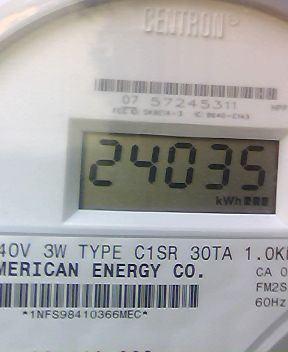 CENTRON
07 57245311
24035
kWh
40V 3W TYPE C1SR 30TA 1.0K
MERICAN ENERGY CO.
CA 0
FM2S
60Hz
*1NFS98410366MEC*